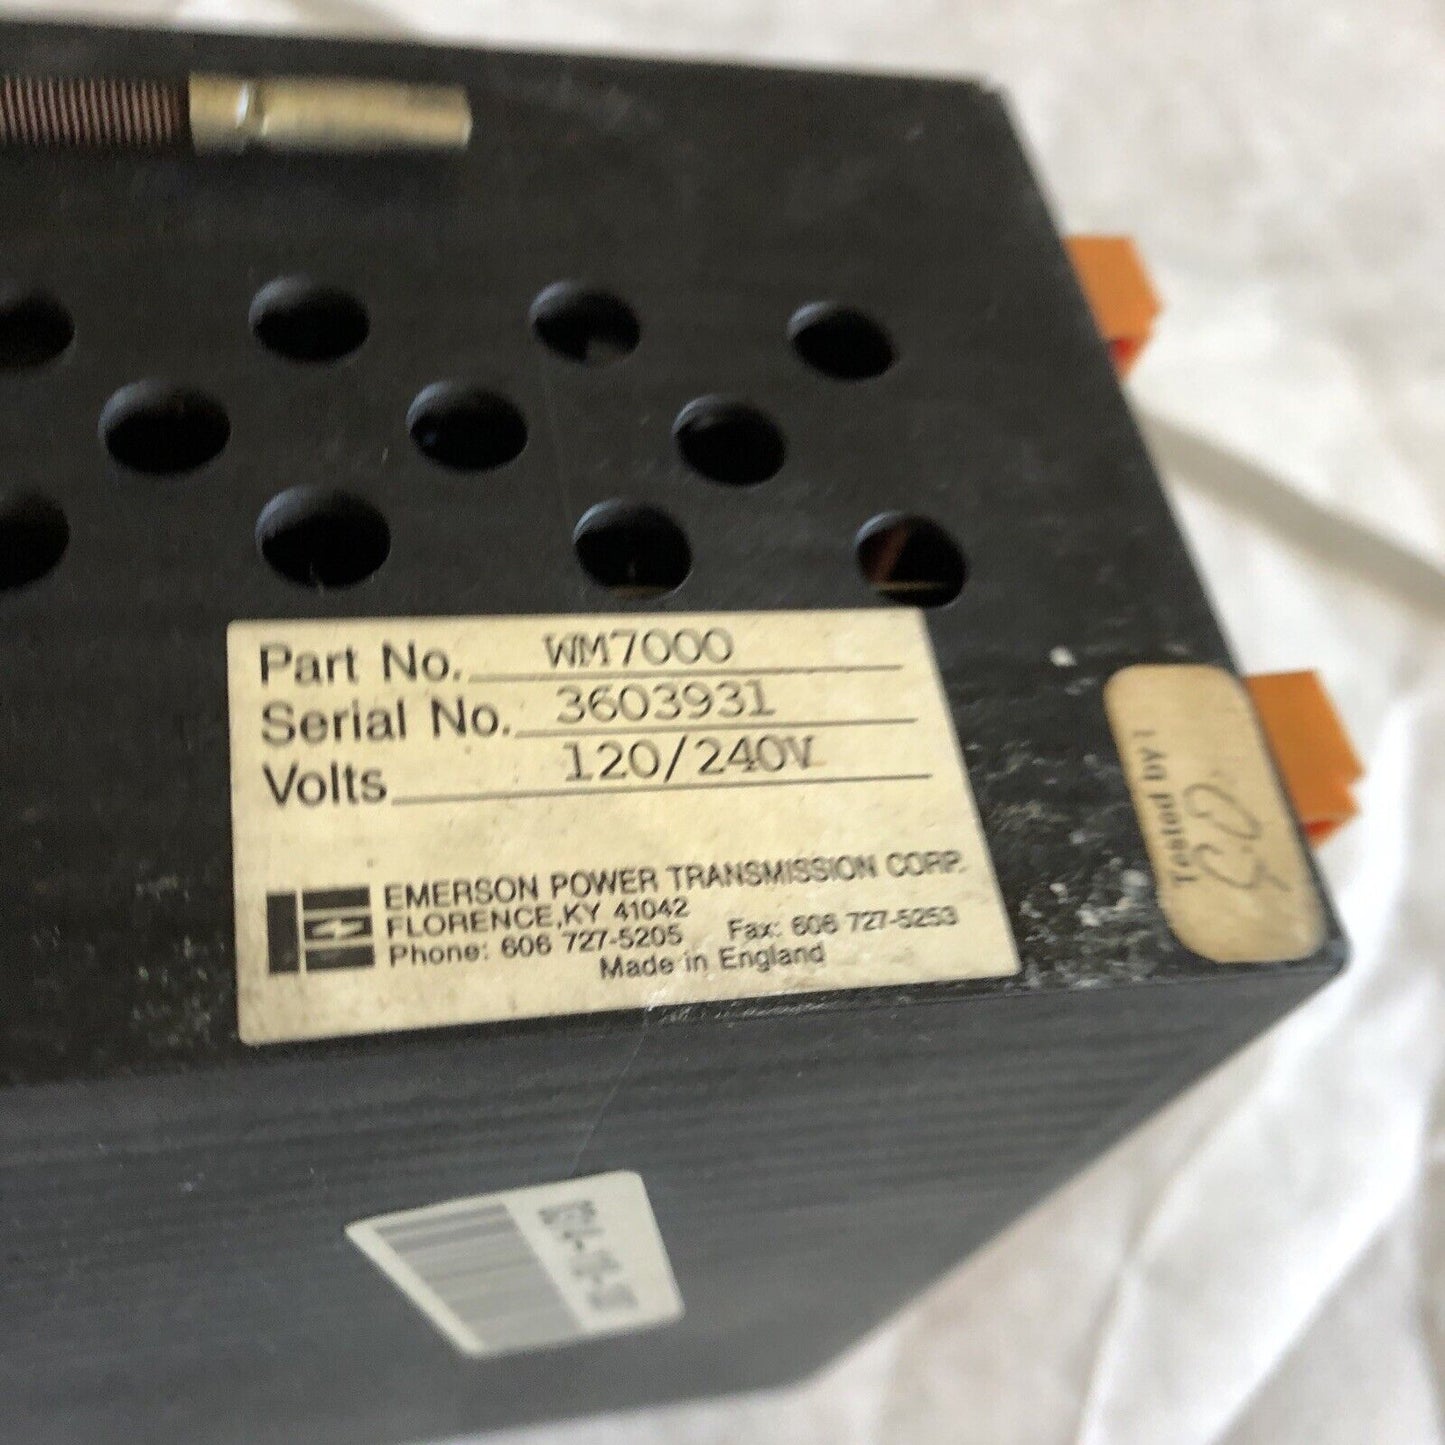 Part No. WM7000
Serial No. 3603931
Volts 120/240V
EMERSON POWER TRANSMISSION CORP.
FLORENCE, KY 41042
Phone: 606 727-5205 Fax: 606 727-5253
Made in England
Tested by: